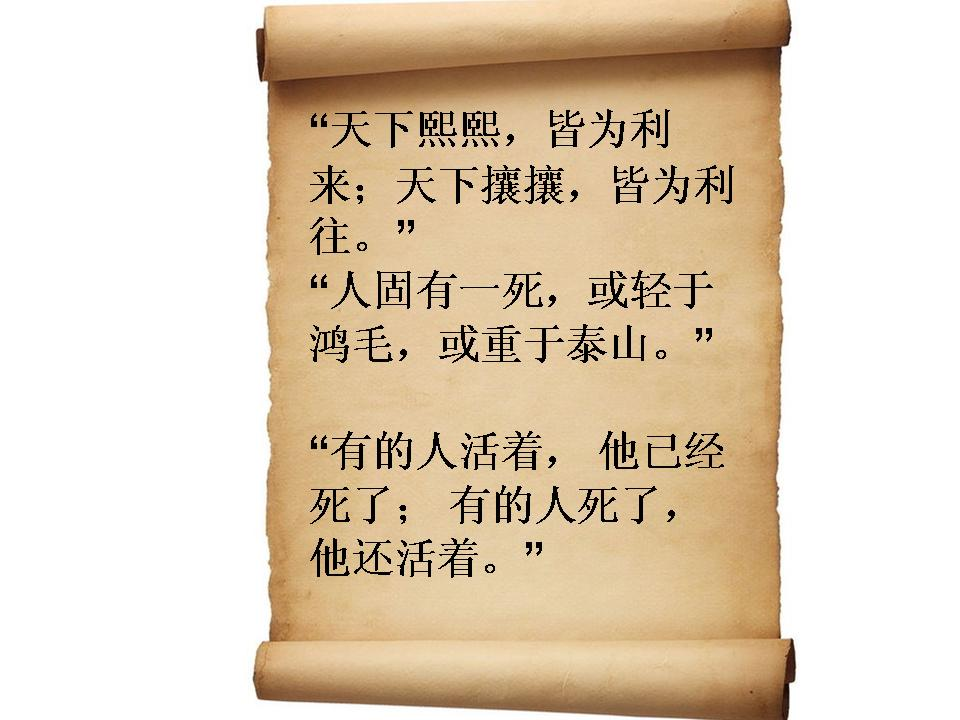 “天下熙熙，皆为利
来；天下攘攘，皆为利
往。”
“人固有一死，或轻于
鸿毛，或重于泰山。”
“有的人活着， 他已经
死了； 有的人死了，
他还活着。”